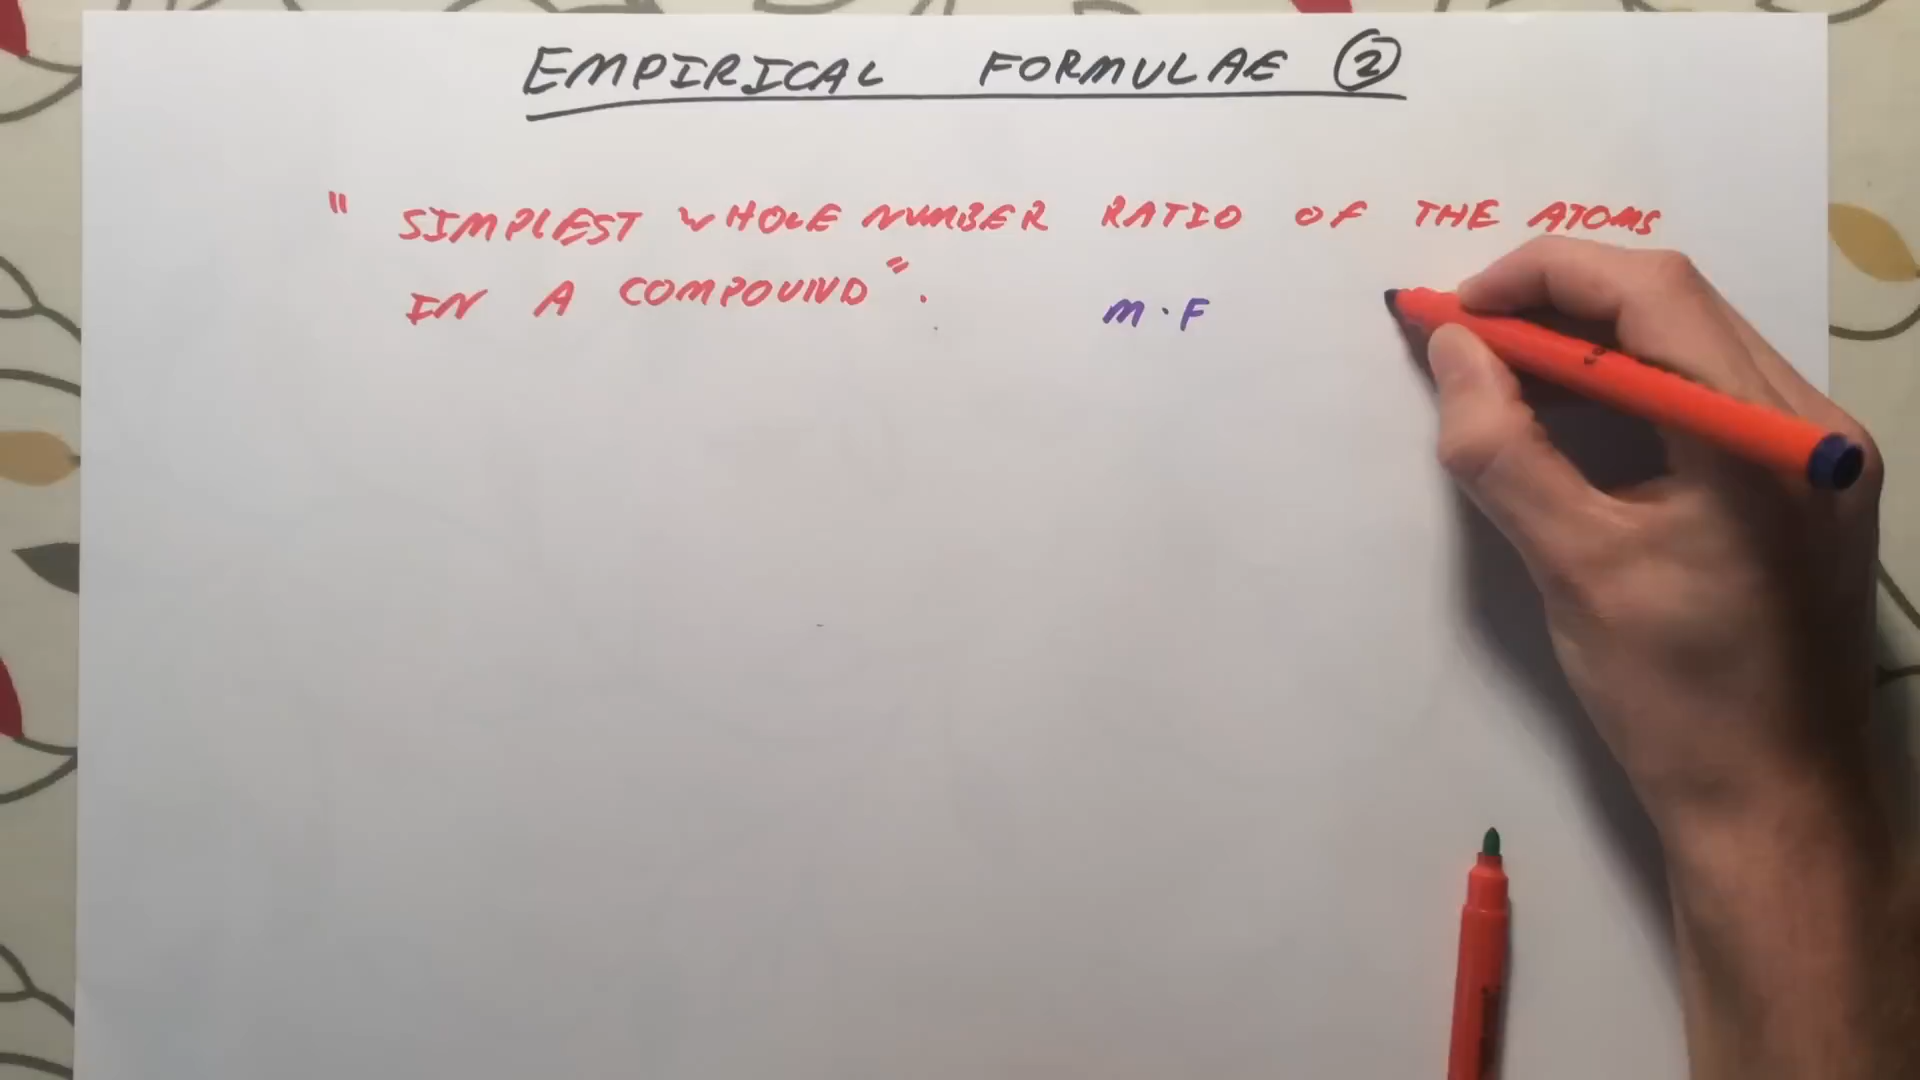 EMPIRICAL FORMULAE ②
" SIMPLEST WHOLE NUMBER RATIO OF THE ATOMS
IN A COMPOUND". M.F